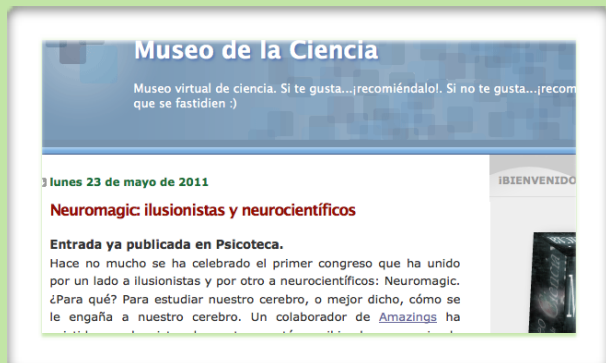 Museo de la Ciencia
Museo virtual de ciencia. Si te gusta...¡recomiéndalo!. Si no te gusta...¡recom
que se fastidien :)
lunes 23 de mayo de 2011
¡BIENVENIDO
Neuromagic: ilusionistas y neurocientíficos
Entrada ya publicada en Psicoteca.
Hace no mucho se ha celebrado el primer congreso que ha unido
por un lado a ilusionistas y por otro a neurocientíficos: Neuromagic.
¿Para qué? Para estudiar nuestro cerebro, o mejor dicho, cómo se
le engaña a nuestro cerebro. Un colaborador de Amazings ha